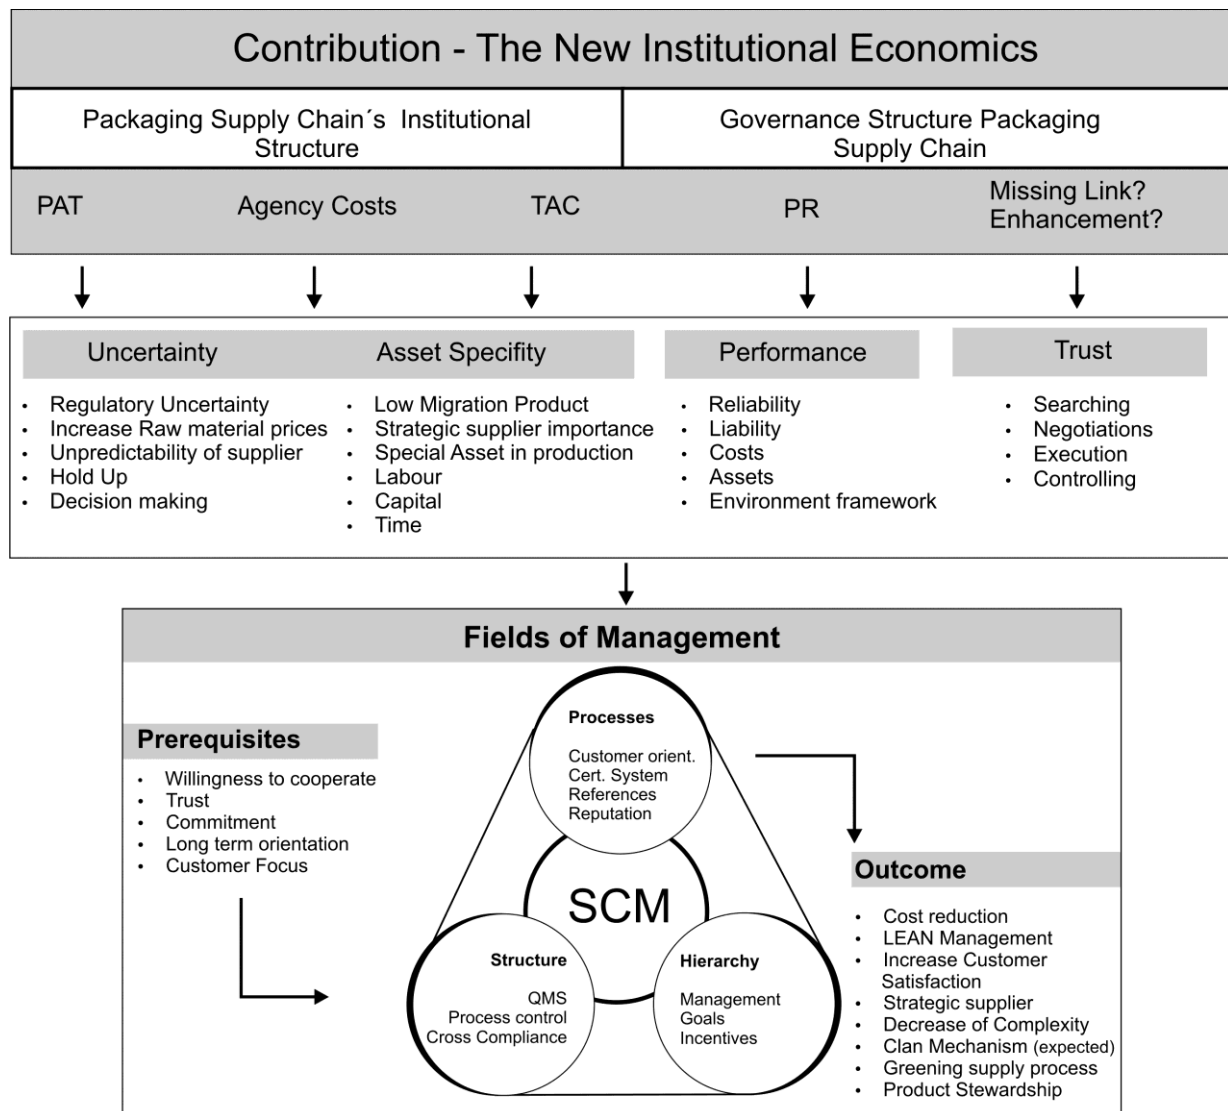 Contribution - The New Institutional Economics
Packaging Supply Chain´s Institutional
Structure
Governance Structure Packaging
Supply Chain
PAT
Agency Costs
TAC
PR
Missing Link?
Enhancement?
Uncertainty
• Regulatory Uncertainty
• Increase Raw material prices
• Unpredictability of supplier
• Hold Up
• Decision making
Asset Specifity
• Low Migration Product
• Strategic supplier importance
• Special Asset in production
• Labour
• Capital
• Time
Performance
• Reliability
• Liability
• Costs
• Assets
• Environment framework
Trust
• Searching
• Negotiations
• Execution
• Controlling
Fields of Management
Prerequisites
• Willingness to cooperate
• Trust
• Commitment
• Long term orientation
• Customer Focus
Processes
Customer orient.
Cert. System
References
Reputation
SCM
Structure
QMS
Process control
Cross Compliance
Hierarchy
Management
Goals
Incentives
Outcome
• Cost reduction
• LEAN Management
• Increase Customer
Satisfaction
• Strategic supplier
• Decrease of Complexity
• Clan Mechanism (expected)
• Greening supply process
• Product Stewardship